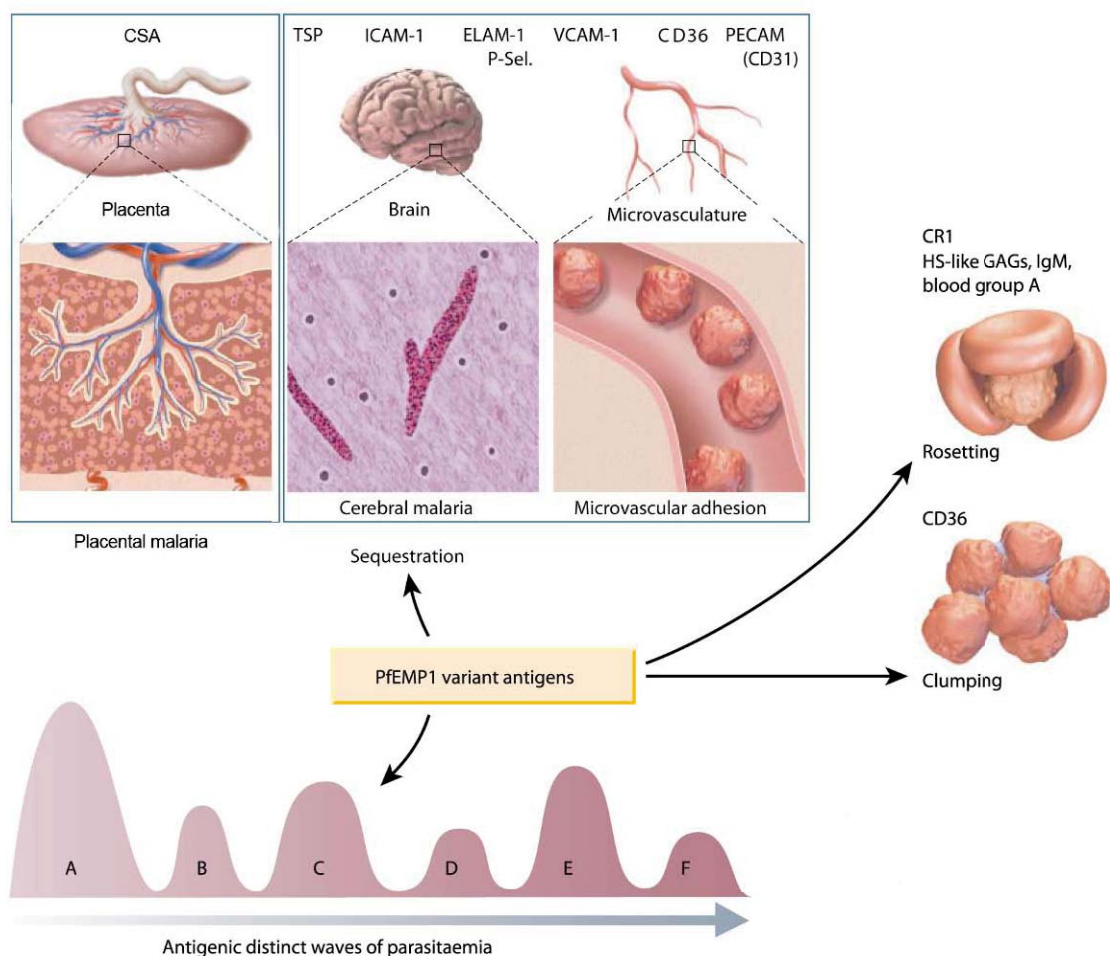 CSA
TSP ICAM-1 ELAM-1 VCAM-1 CD36 PECAM
P-Sel. (CD31)
Placenta Brain Microvasculature
CR1
HS-like GAGs, IgM,
blood group A
Rosetting
Cerebral malaria Microvascular adhesion
Placental malaria
CD36
Sequestration
PfEMP1 variant antigens
Clumping
A B C D E F
Antigenic distinct waves of parasitaemia